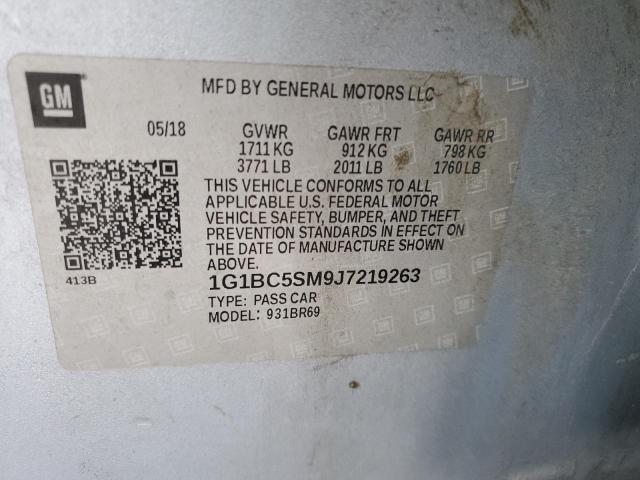 GM
MFD BY GENERAL MOTORS LLC
05/18 GVWR GAWR FRT GAWR RR
1711 KG 912 KG 798 KG
3771 LB 2011 LB 1760 LB
THIS VEHICLE CONFORMS TO ALL
APPLICABLE U.S. FEDERAL MOTOR
VEHICLE SAFETY, BUMPER, AND THEFT
PREVENTION STANDARDS IN EFFECT ON
THE DATE OF MANUFACTURE SHOWN
ABOVE.
413B
1G1BC5SM9J7219263
TYPE: PASS CAR
MODEL: 931BR69